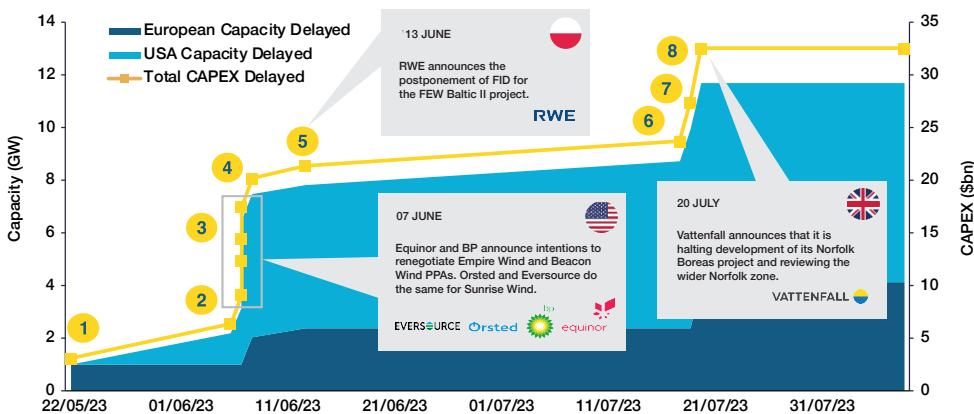 European Capacity Delayed
USA Capacity Delayed
Total CAPEX Delayed
Capacity (GW)
14
12
10
8
6
4
2
0
CAPEX ($bn)
35
30
25
20
15
10
5
0
22/05/23
01/06/23
11/06/23
21/06/23
01/07/23
11/07/23
21/07/23
31/07/23
1
2
3
4
5
6
7
8
'13 JUNE
RWE announces the
postponement of FID for
the FEW Baltic II project.
RWE
07 JUNE
Equinor and BP announce intentions to
renegotiate Empire Wind and Beacon
Wind PPAs. Orsted and Eversource do
the same for Sunrise Wind.
EVERSOURCE
Orsted
bp
equinor
20 JULY
Vattenfall announces that it is
halting development of its Norfolk
Boreas project and reviewing the
wider Norfolk zone.
VATTENFALL